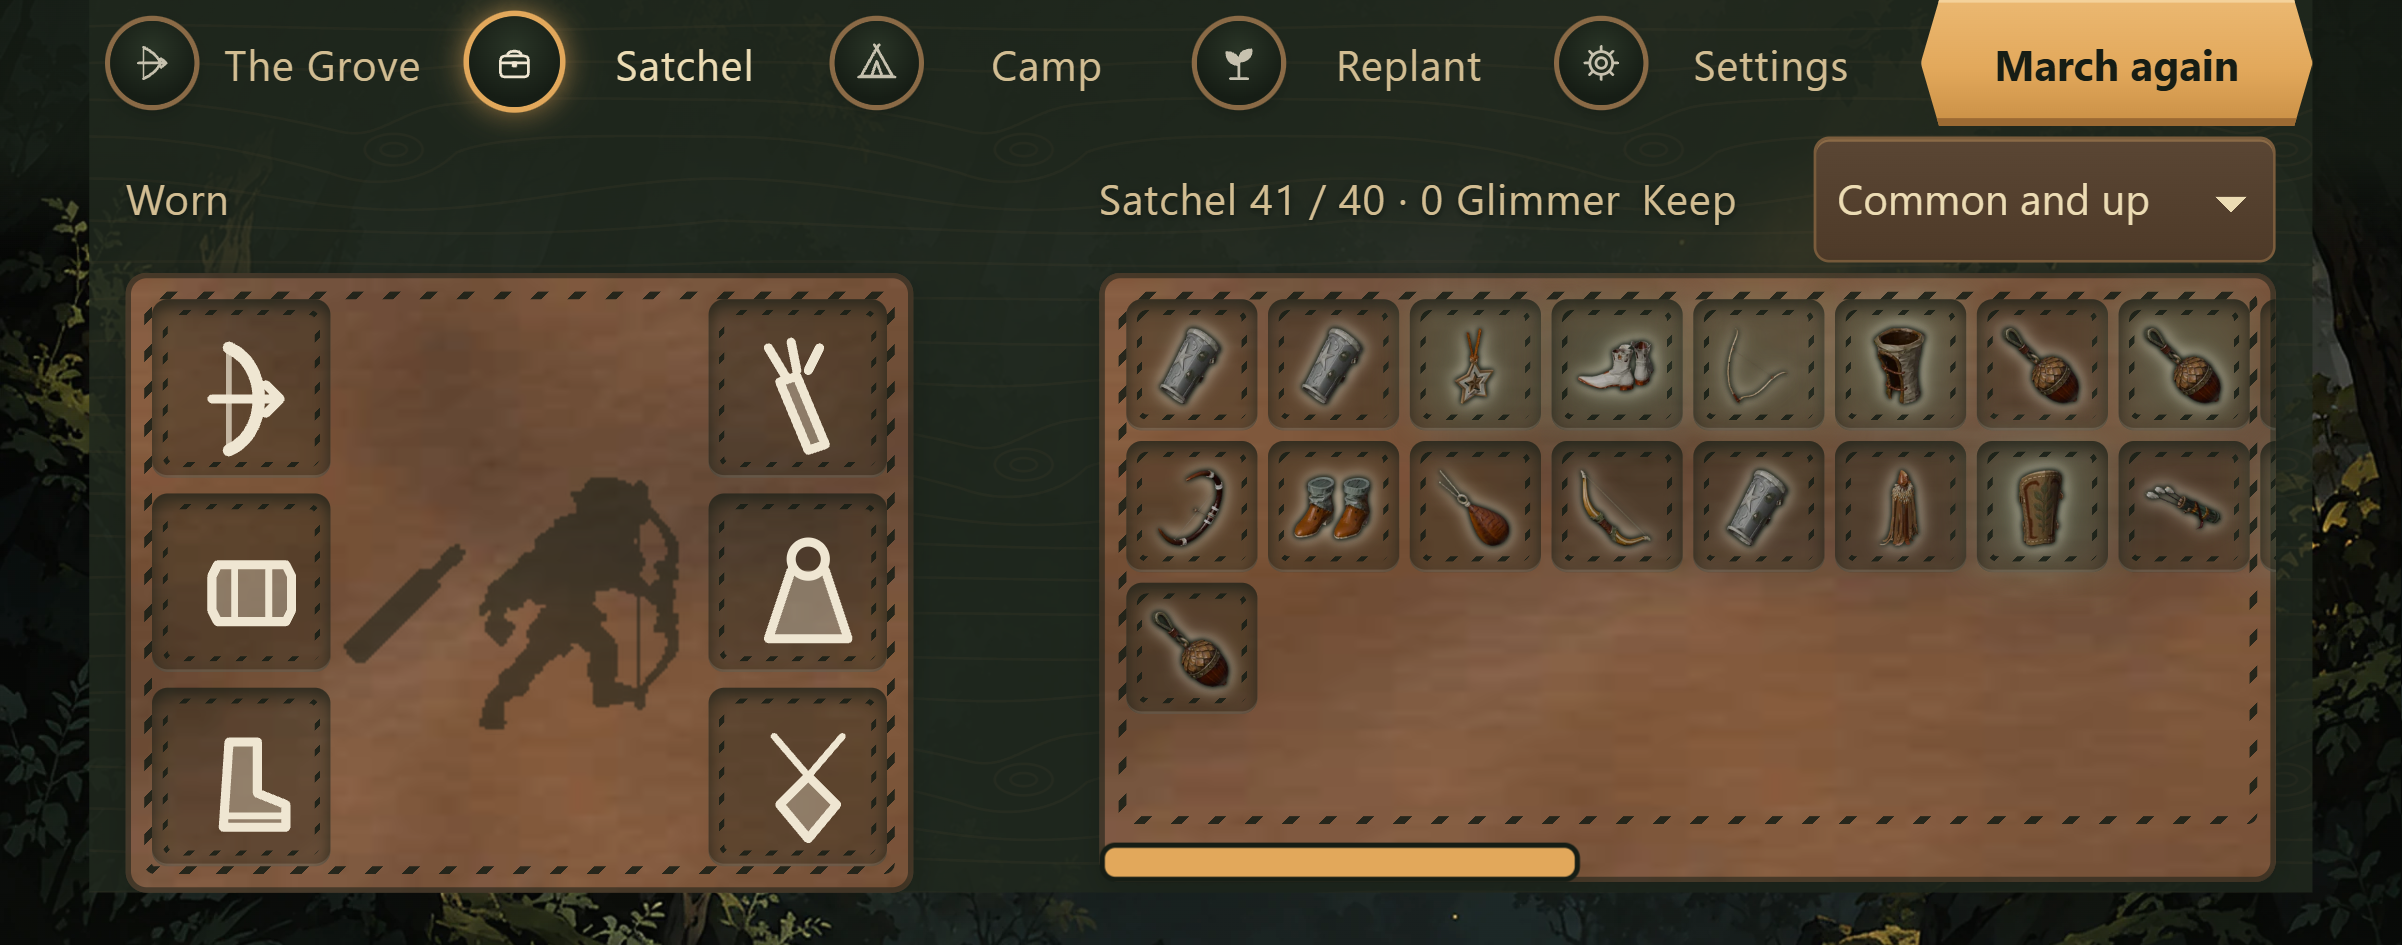 The Grove
Satchel
Camp
Replant
Settings
March again
Worn
Satchel 41 / 40 · 0 Glimmer Keep
Common and up